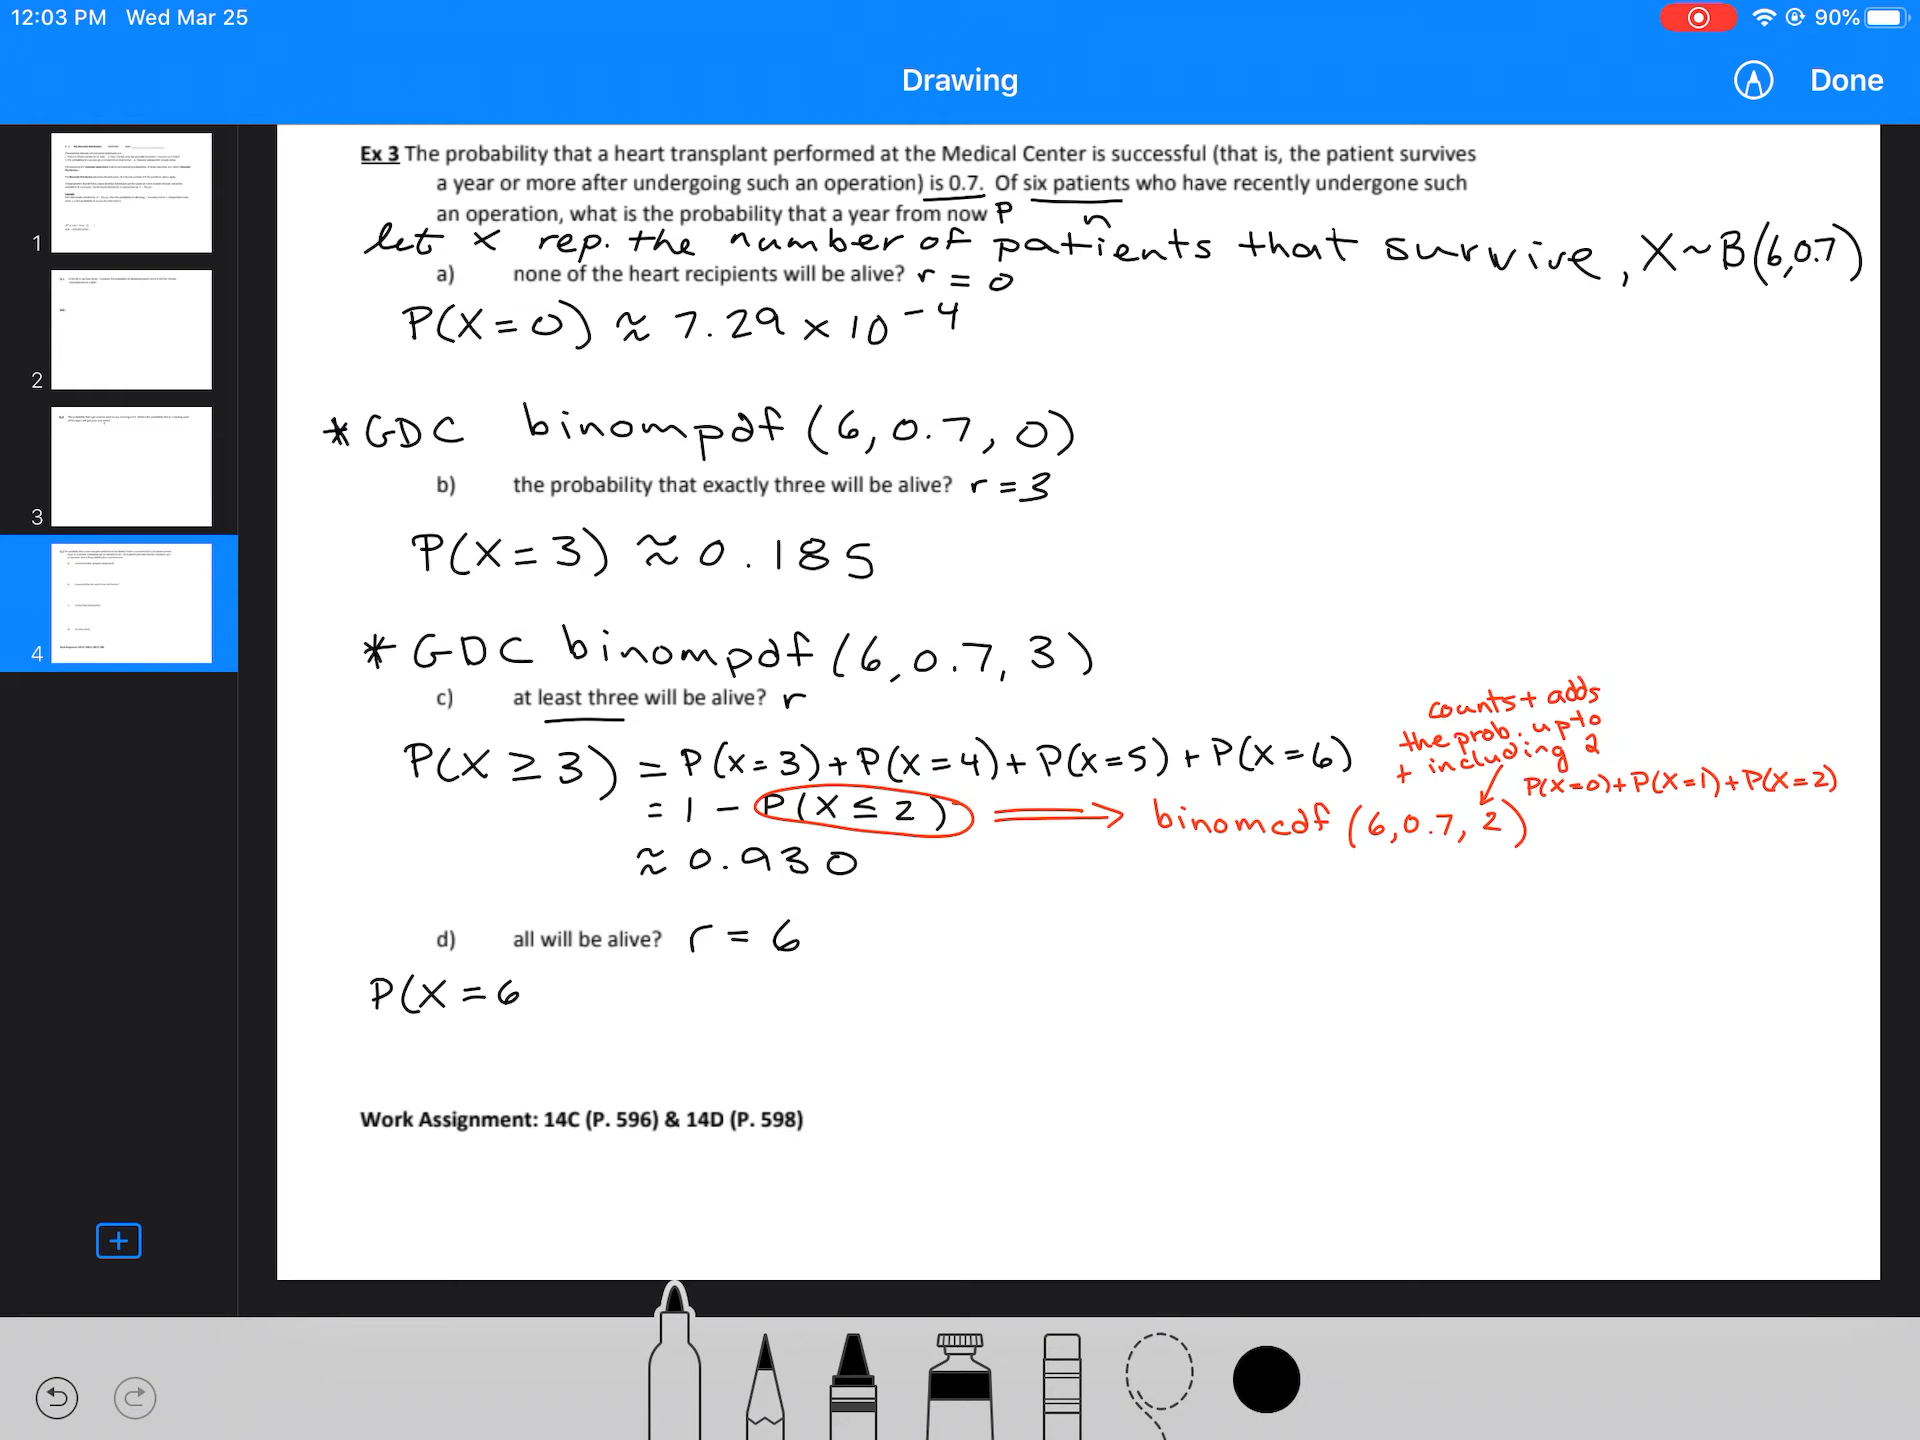 12:03 PM Wed Mar 25
90%
Drawing
Done
1
2
3
4
Ex 3 The probability that a heart transplant performed at the Medical Center is successful (that is, the patient survives
a year or more after undergoing such an operation) is 0.7. Of six patients who have recently undergone such
an operation, what is the probability that a year from now P n
let X rep. the number of patients that survive, X~B(6,0.7)
a) none of the heart recipients will be alive? r = 0
P(X=0) ≈ 7.29 x 10⁻⁴
*GDC binompdf (6, 0.7, 0)
b) the probability that exactly three will be alive? r = 3
P(X=3) ≈ 0.185
*GDC binompdf (6, 0.7, 3)
c) at least three will be alive? r
P(X ≥ 3) = P(X=3) + P(X=4) + P(X=5) + P(X=6)
= 1 - P(X ≤ 2) ⟹ binomcdf (6, 0.7, 2)
counts + adds
the prob. up to
+ including 2
P(X=0)+P(X=1)+P(X=2)
≈ 0.930
d) all will be alive? r = 6
P(X = 6
Work Assignment: 14C (P. 596) & 14D (P. 598)